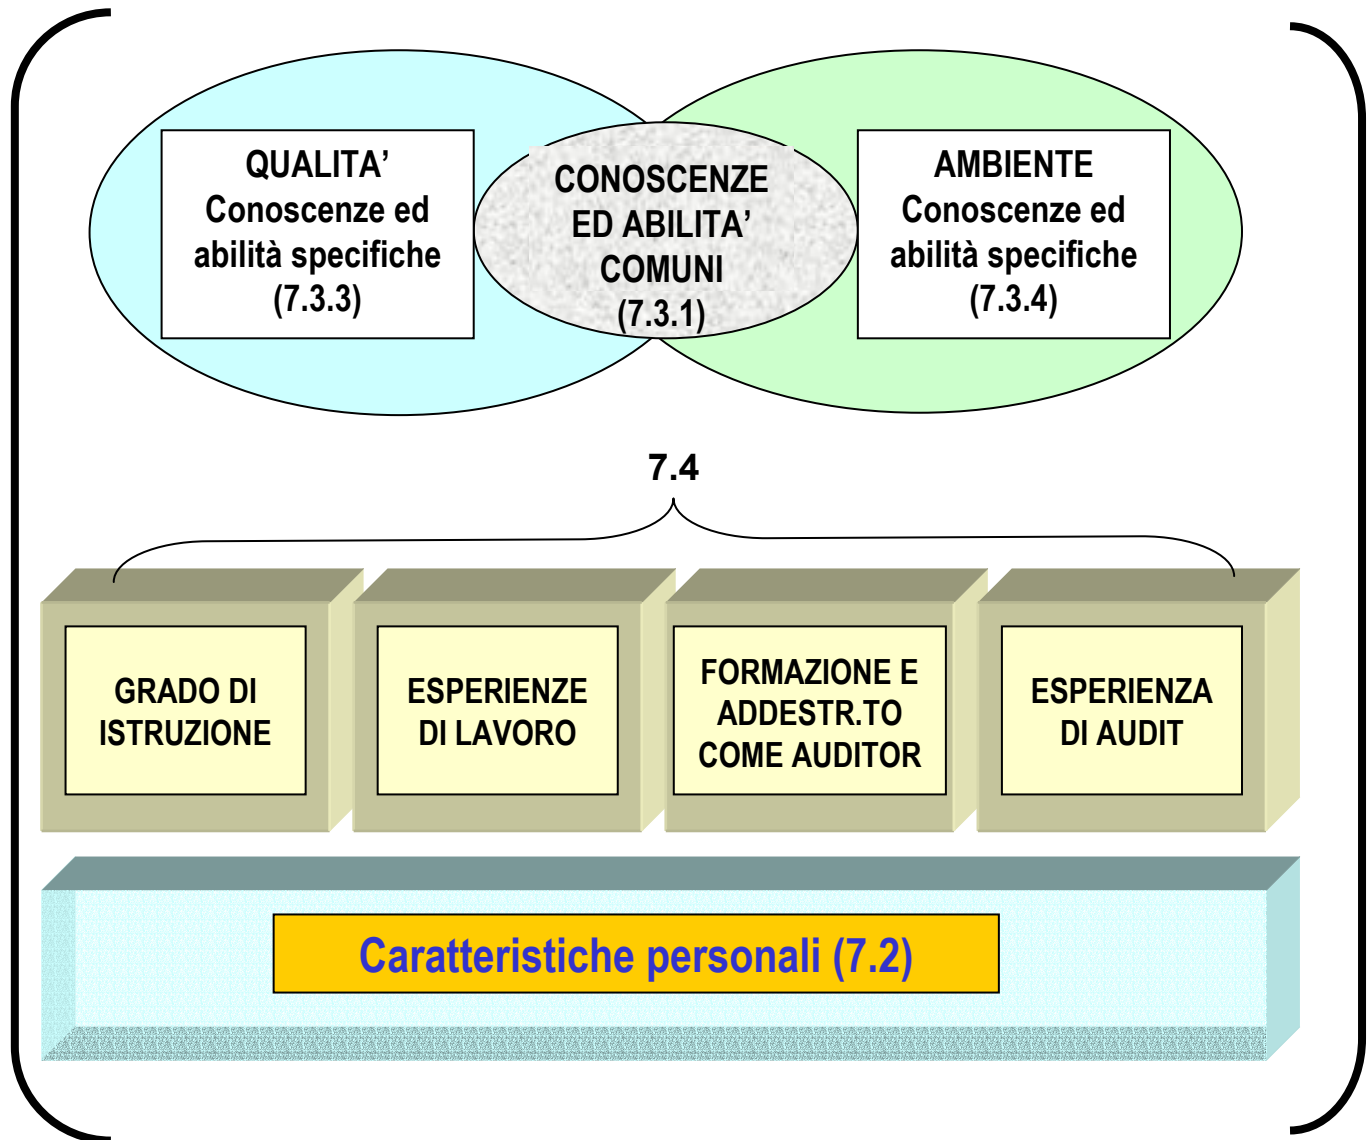 QUALITA’
Conoscenze ed
abilità specifiche
(7.3.3)
CONOSCENZE
ED ABILITA’
COMUNI
(7.3.1)
AMBIENTE
Conoscenze ed
abilità specifiche
(7.3.4)
7.4
GRADO DI
ISTRUZIONE
ESPERIENZE
DI LAVORO
FORMAZIONE E
ADDESTR.TO
COME AUDITOR
ESPERIENZA
DI AUDIT
Caratteristiche personali (7.2)